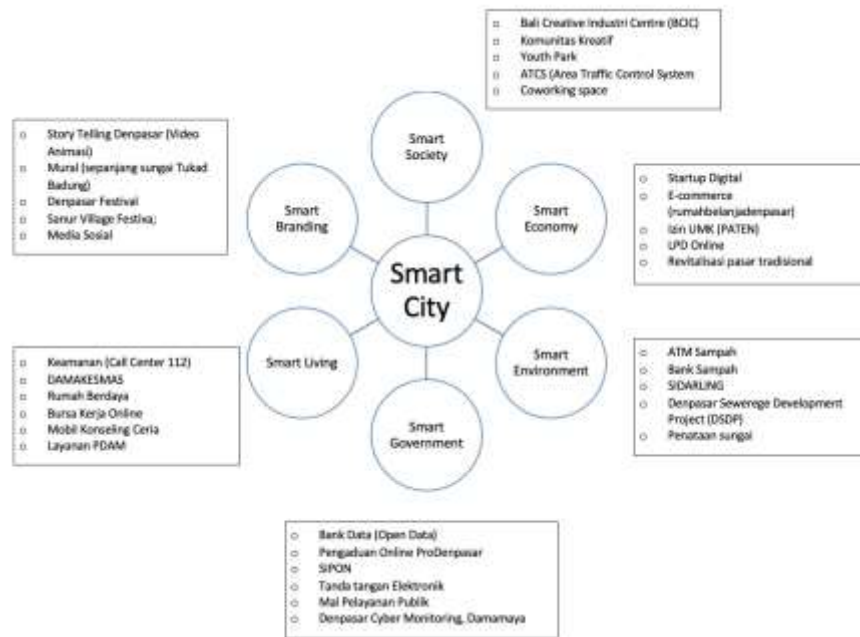 Bali Creative Industri Centre (BCIC)
Komunitas Kreatif
Youth Park
ATCS (Area Traffic Control System
Coworking space
Smart
Society
Story Telling Denpasar (Video
Animasi)
Mural (sepanjang sungai Tukad
Badung)
Denpasar Festival
Sanur Village Festiva;
Media Sosial
Smart
Branding
Smart
Economy
Startup Digital
E-commerce
(rumahbelanjadenpasar)
Izin UMK (PATEN)
LPD Online
Revitalisasi pasar tradisional
Smart
City
Keamanan (Call Center 112)
DAMAKESMAS
Rumah Berdaya
Bursa Kerja Online
Mobil Konseling Ceria
Layanan PDAM
Smart Living
Smart
Environment
ATM Sampah
Bank Sampah
SIDARLING
Denpasar Sewerege Development
Project (DSDP)
Penataan sungai
Smart
Government
Bank Data (Open Data)
Pengaduan Online ProDenpasar
SIPON
Tanda tangan Elektronik
Mal Pelayanan Publik
Denpasar Cyber Monitoring, Damamaya